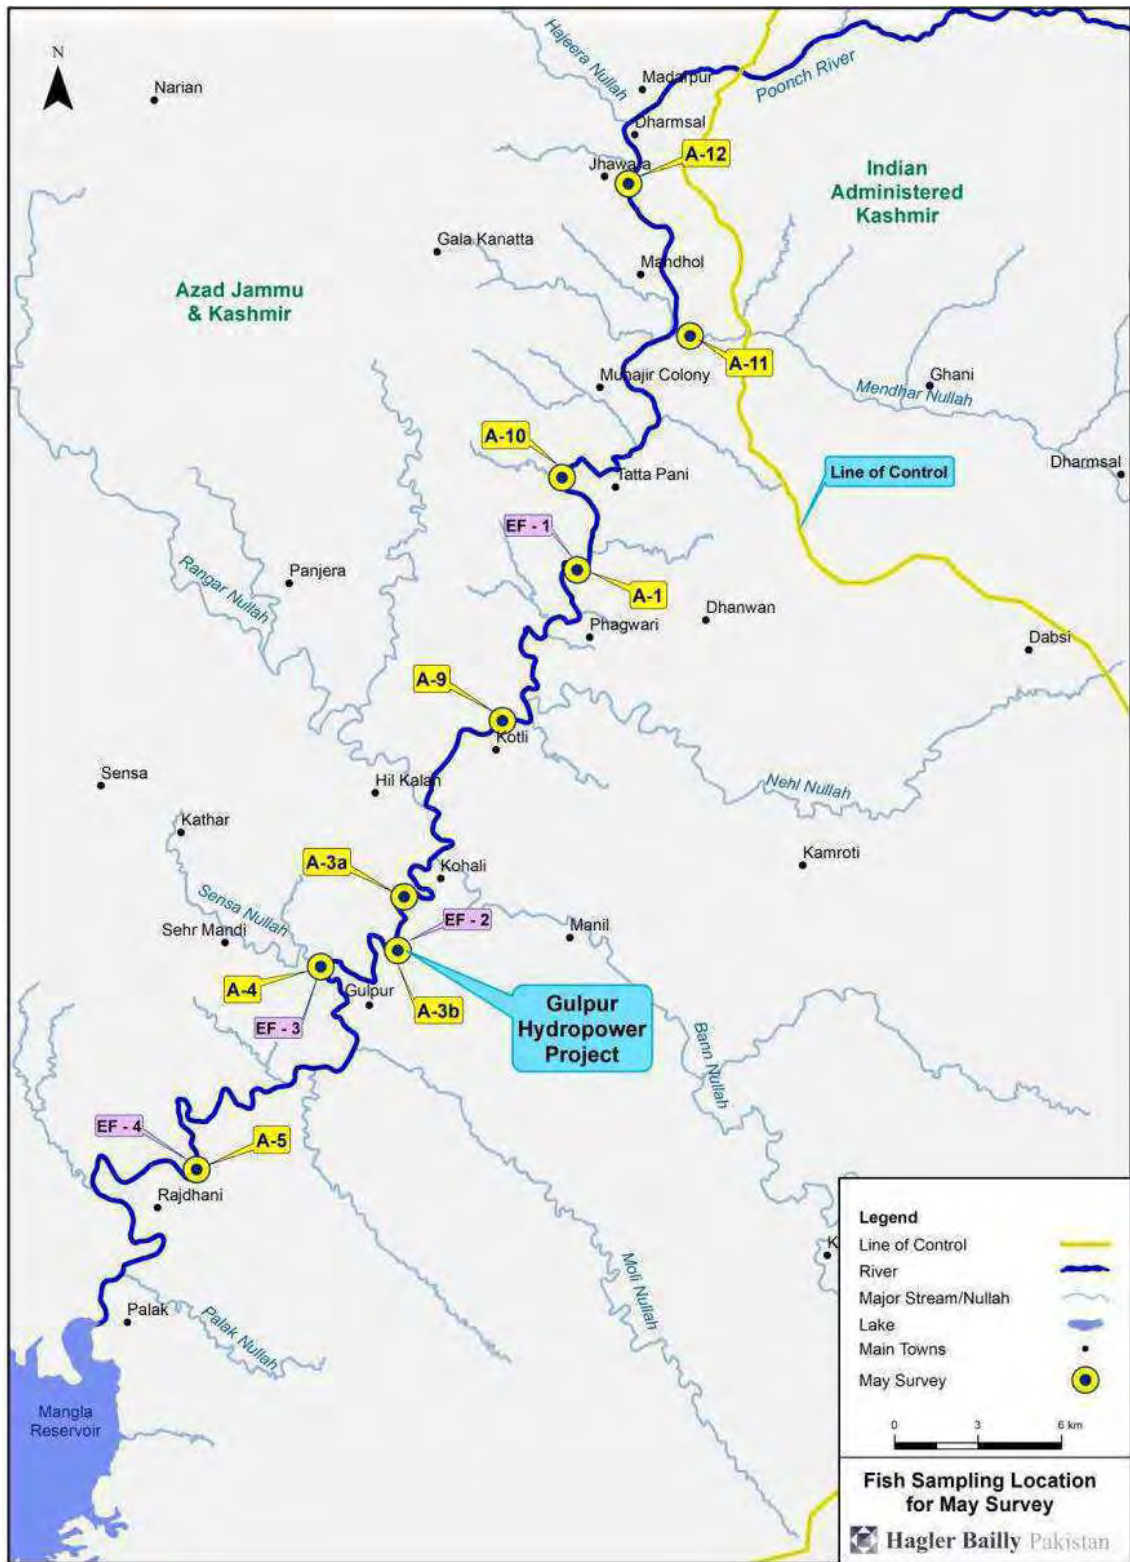 N
Narian
Hajeera Nullah
Madarpur
Poonch River
Dharmsal
A-12
Jhawara
Indian
Administered
Kashmir
Gala Kanatta
Mandhol
Azad Jammu
& Kashmir
A-11
Muhajir Colony
Ghani
Mendhar Nullah
A-10
Tatta Pani
Line of Control
Dharmsal
EF - 1
Rangar Nullah
Panjera
A-1
Dhanwan
Phagwari
Dabsi
A-9
Kotli
Sensa
Hil Kalan
Nehl Nullah
Kathar
A-3a
Kohali
Kamroti
Sensa Nullah
EF - 2
Sehr Mandi
Manil
A-4
Gulpur
A-3b
EF - 3
Gulpur
Hydropower
Project
Bann Nullah
EF - 4
A-5
Rajdhani
K
Moli Nullah
Palak
Palak Nullah
Mangla
Reservoir
Legend
Line of Control
River
Major Stream/Nullah
Lake
Main Towns
May Survey
0 3 6 km
Fish Sampling Location
for May Survey
Hagler Bailly Pakistan